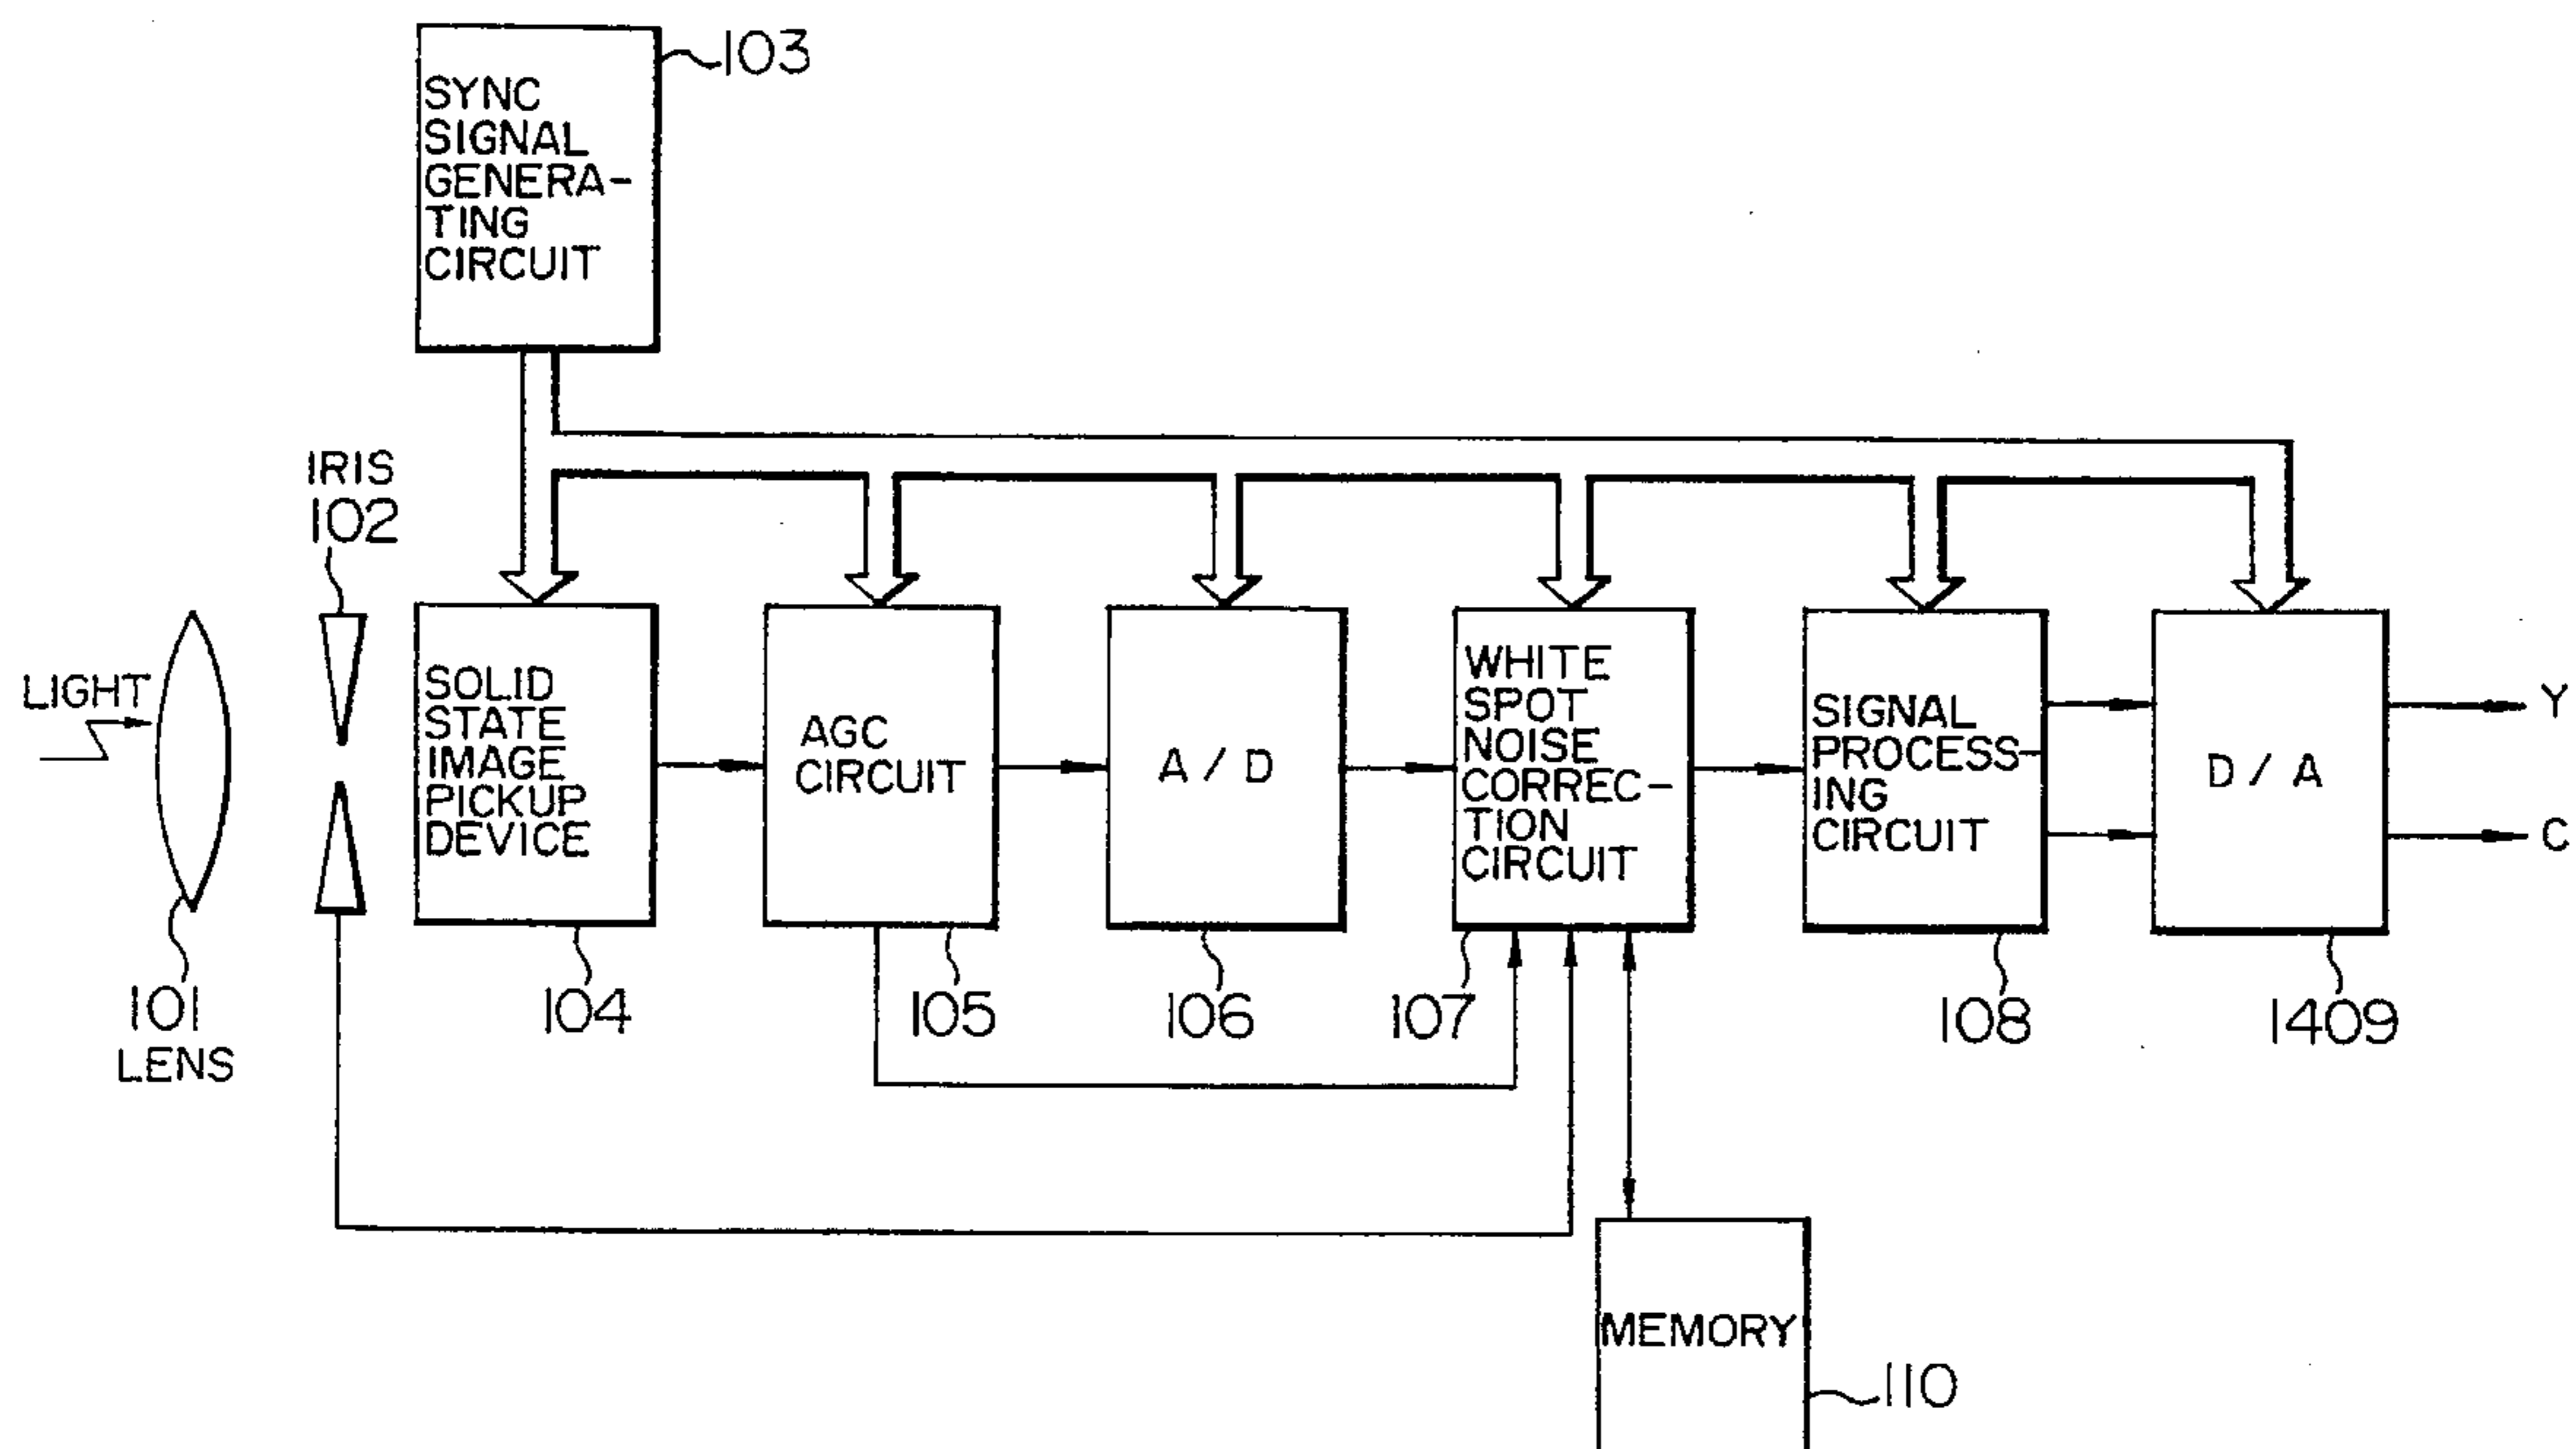 103
SYNC
SIGNAL
GENERA-
TING
CIRCUIT
IRIS
102
LIGHT
101
LENS
SOLID
STATE
IMAGE
PICKUP
DEVICE
104
AGC
CIRCUIT
105
A / D
106
WHITE
SPOT
NOISE
CORREC-
TION
CIRCUIT
107
SIGNAL
PROCESS-
ING
CIRCUIT
108
D / A
1409
Y
C
MEMORY
110